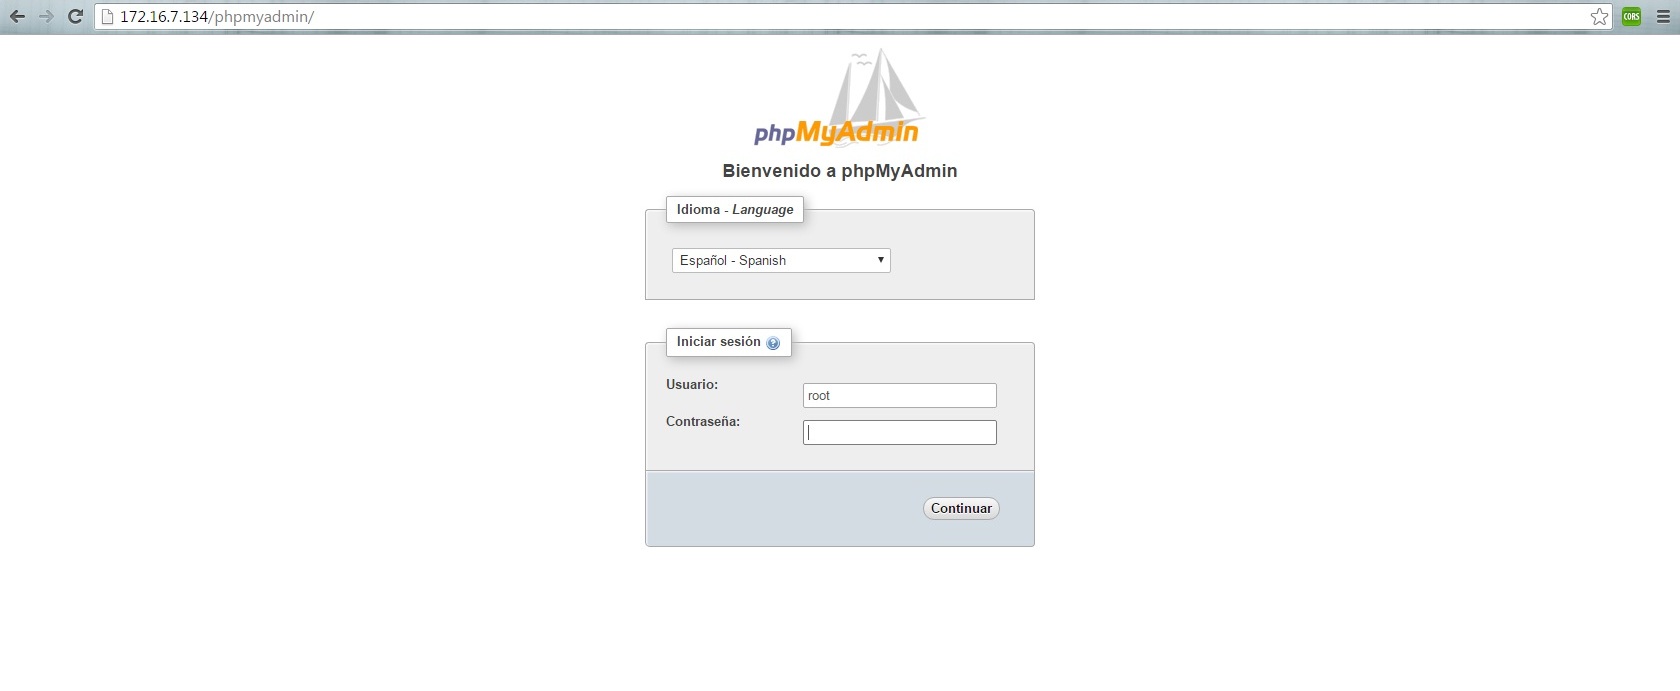 172.16.7.134/phpmyadmin/
CORS
phpMyAdmin
Bienvenido a phpMyAdmin
Idioma - Language
Español - Spanish
Iniciar sesión
Usuario:
root
Contraseña:
Continuar